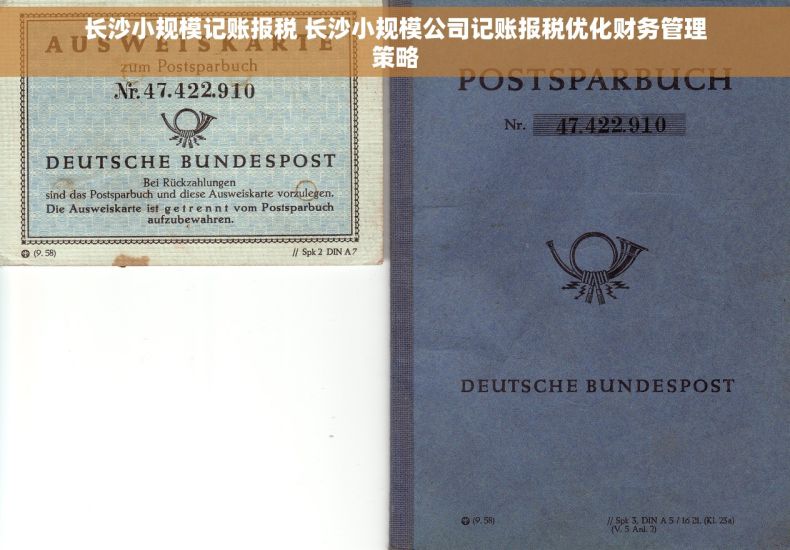 长沙小规模记账报税 长沙小规模公司记账报税优化财务管理
策略
AUSWEISKARTE
zum Postsparbuch
Nr. 47.422.910
DEUTSCHE BUNDESPOST
Bei Rückzahlungen
sind das Postsparbuch und diese Ausweiskarte vorzulegen.
Die Ausweiskarte ist getrennt vom Postsparbuch
aufzubewahren.
(9.58)
// Spk 2 DIN A 7
POSTSPARBUCH
Nr. 47.422.910
DEUTSCHE BUNDESPOST
(9.58)
// Spk 3, DIN A 5 / 16 Bl. (Kl. 23a)
(V. 5 Anl. 2)